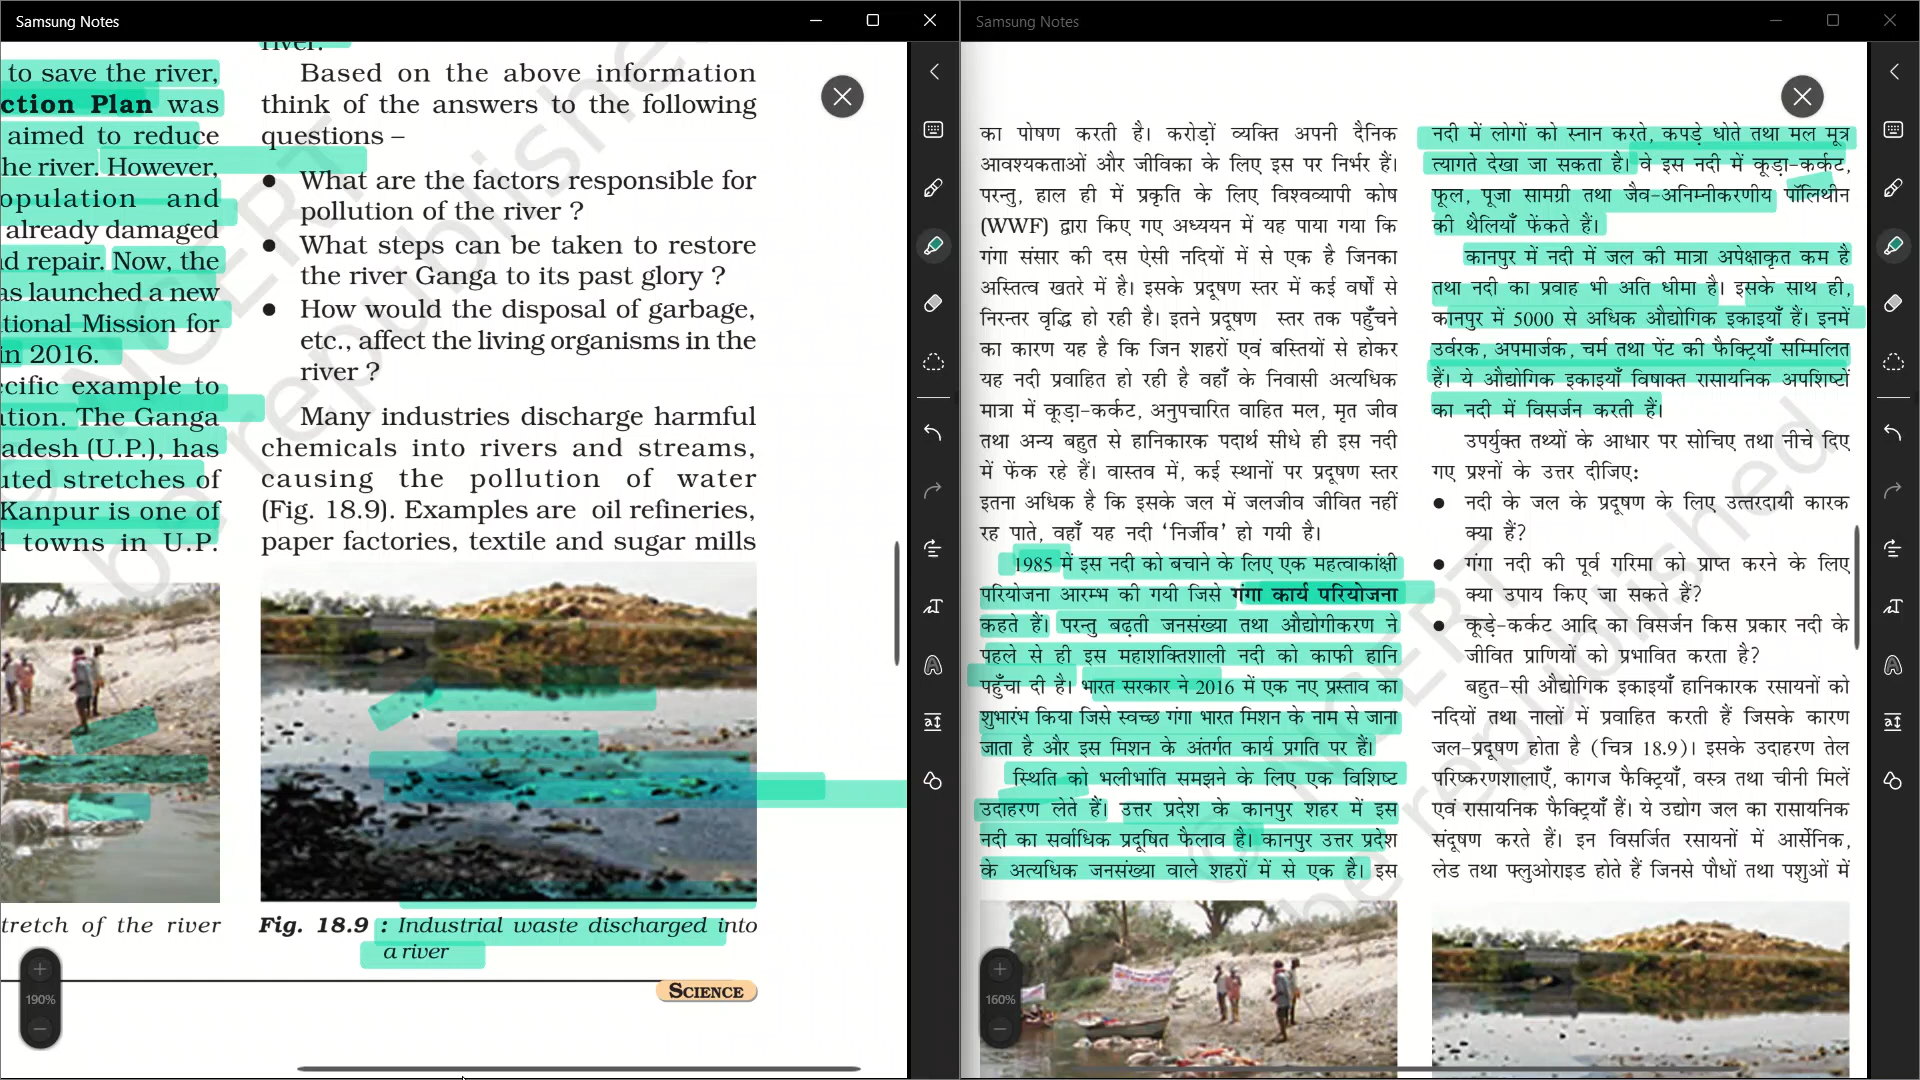 Samsung Notes
river.
to save the river,
ction Plan was
aimed to reduce
he river. However,
opulation and
already damaged
d repair. Now, the
as launched a new
tional Mission for
in 2016.
ecific example to
ation. The Ganga
adesh (U.P.), has
uted stretches of
Kanpur is one of
d towns in U.P.
tretch of the river
Based on the above information
think of the answers to the following
questions –
● What are the factors responsible for
pollution of the river ?
● What steps can be taken to restore
the river Ganga to its past glory ?
● How would the disposal of garbage,
etc., affect the living organisms in the
river ?
Many industries discharge harmful
chemicals into rivers and streams,
causing the pollution of water
(Fig. 18.9). Examples are oil refineries,
paper factories, textile and sugar mills
Fig. 18.9 : Industrial waste discharged into
a river
SCIENCE
190%
Samsung Notes
का पोषण करती है। करोड़ों व्यक्ति अपनी दैनिक
आवश्यकताओं और जीविका के लिए इस पर निर्भर हैं।
परन्तु, हाल ही में प्रकृति के लिए विश्वव्यापी कोष
(WWF) द्वारा किए गए अध्ययन में यह पाया गया कि
गंगा संसार की दस ऐसी नदियों में से एक है जिनका
अस्तित्व खतरे में है। इसके प्रदूषण स्तर में कई वर्षों से
निरन्तर वृद्धि हो रही है। इतने प्रदूषण स्तर तक पहुँचने
का कारण यह है कि जिन शहरों एवं बस्तियों से होकर
यह नदी प्रवाहित हो रही है वहाँ के निवासी अत्यधिक
मात्रा में कूड़ा-कर्कट, अनुपचारित वाहित मल, मृत जीव
तथा अन्य बहुत से हानिकारक पदार्थ सीधे ही इस नदी
में फेंक रहे हैं। वास्तव में, कई स्थानों पर प्रदूषण स्तर
इतना अधिक है कि इसके जल में जलजीव जीवित नहीं
रह पाते, वहाँ यह नदी ‘निर्जीव’ हो गयी है।
1985 में इस नदी को बचाने के लिए एक महत्वाकांक्षी
परियोजना आरम्भ की गयी जिसे गंगा कार्य परियोजना
कहते हैं। परन्तु बढ़ती जनसंख्या तथा औद्योगीकरण ने
पहले से ही इस महाशक्तिशाली नदी को काफी हानि
पहुँचा दी है। भारत सरकार ने 2016 में एक नए प्रस्ताव का
शुभारंभ किया जिसे स्वच्छ गंगा भारत मिशन के नाम से जाना
जाता है और इस मिशन के अंतर्गत कार्य प्रगति पर हैं।
स्थिति को भलीभांति समझने के लिए एक विशिष्ट
उदाहरण लेते हैं। उत्तर प्रदेश के कानपुर शहर में इस
नदी का सर्वाधिक प्रदूषित फैलाव है। कानपुर उत्तर प्रदेश
के अत्यधिक जनसंख्या वाले शहरों में से एक है। इस
नदी में लोगों को स्नान करते, कपड़े धोते तथा मल मूत्र
त्यागते देखा जा सकता है। वे इस नदी में कूड़ा-कर्कट,
फूल, पूजा सामग्री तथा जैव-अनिम्नीकरणीय पॉलिथीन
की थैलियाँ फेंकते हैं।
कानपुर में नदी में जल की मात्रा अपेक्षाकृत कम है
तथा नदी का प्रवाह भी अति धीमा है। इसके साथ ही,
कानपुर में 5000 से अधिक औद्योगिक इकाइयाँ हैं। इनमें
उर्वरक, अपमार्जक, चर्म तथा पेंट की फैक्ट्रियाँ सम्मिलित
हैं। ये औद्योगिक इकाइयाँ विषाक्त रासायनिक अपशिष्टों
का नदी में विसर्जन करती हैं।
उपर्युक्त तथ्यों के आधार पर सोचिए तथा नीचे दिए
गए प्रश्नों के उत्तर दीजिए:
● नदी के जल के प्रदूषण के लिए उत्तरदायी कारक
क्या हैं?
● गंगा नदी की पूर्व गरिमा को प्राप्त करने के लिए
क्या उपाय किए जा सकते हैं?
● कूड़े-कर्कट आदि का विसर्जन किस प्रकार नदी के
जीवित प्राणियों को प्रभावित करता है?
बहुत-सी औद्योगिक इकाइयाँ हानिकारक रसायनों को
नदियों तथा नालों में प्रवाहित करती हैं जिसके कारण
जल-प्रदूषण होता है (चित्र 18.9)। इसके उदाहरण तेल
परिष्करणशालाएँ, कागज फैक्ट्रियाँ, वस्त्र तथा चीनी मिलें
एवं रासायनिक फैक्ट्रियाँ हैं। ये उद्योग जल का रासायनिक
संदूषण करते हैं। इन विसर्जित रसायनों में आर्सेनिक,
लेड तथा फ्लुओराइड होते हैं जिनसे पौधों तथा पशुओं में
160%